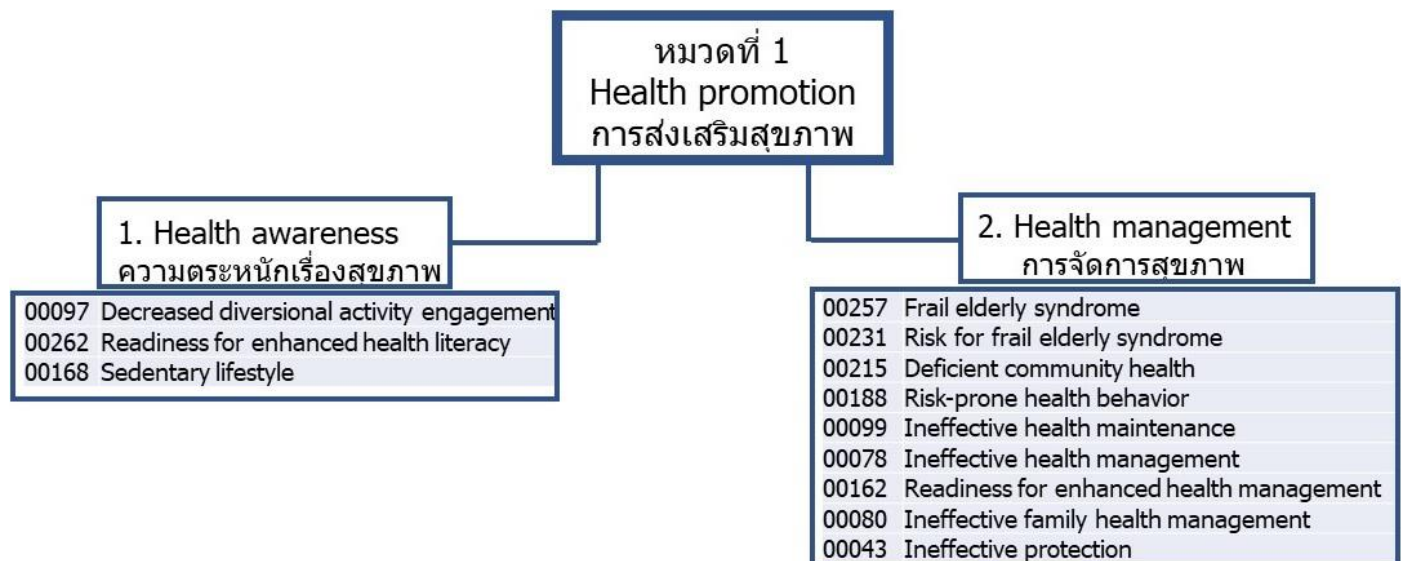 หมวดที่ 1
Health promotion
การส่งเสริมสุขภาพ
1. Health awareness
ความตระหนักเรื่องสุขภาพ
00097 Decreased diversional activity engagement
00262 Readiness for enhanced health literacy
00168 Sedentary lifestyle
2. Health management
การจัดการสุขภาพ
00257 Frail elderly syndrome
00231 Risk for frail elderly syndrome
00215 Deficient community health
00188 Risk-prone health behavior
00099 Ineffective health maintenance
00078 Ineffective health management
00162 Readiness for enhanced health management
00080 Ineffective family health management
00043 Ineffective protection